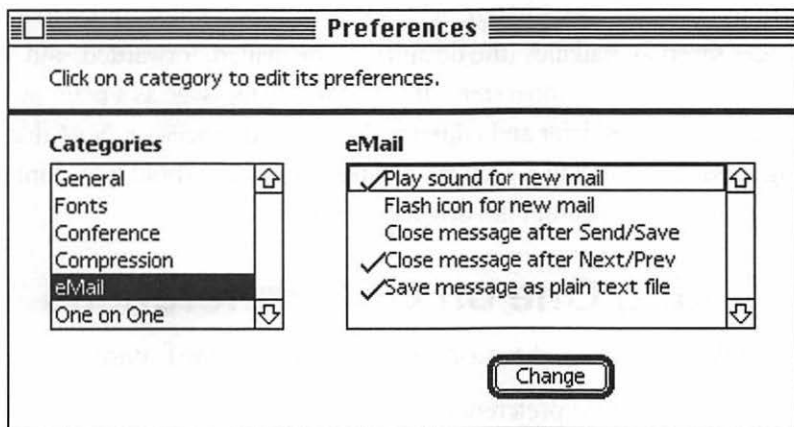 Preferences
Click on a category to edit its preferences.
Categories
General
Fonts
Conference
Compression
eMail
One on One
eMail
Play sound for new mail
Flash icon for new mail
Close message after Send/Save
Close message after Next/Prev
Save message as plain text file
Change